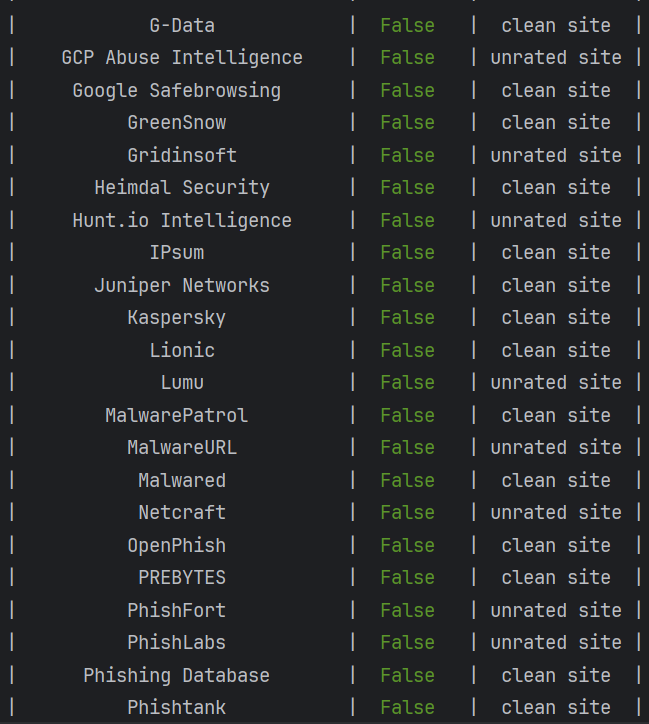 | G-Data | False | clean site |
| GCP Abuse Intelligence | False | unrated site |
| Google Safebrowsing | False | clean site |
| GreenSnow | False | clean site |
| Gridinsoft | False | unrated site |
| Heimdal Security | False | clean site |
| Hunt.io Intelligence | False | unrated site |
| IPsum | False | clean site |
| Juniper Networks | False | clean site |
| Kaspersky | False | clean site |
| Lionic | False | clean site |
| Lumu | False | unrated site |
| MalwarePatrol | False | clean site |
| MalwareURL | False | unrated site |
| Malwared | False | clean site |
| Netcraft | False | unrated site |
| OpenPhish | False | clean site |
| PREBYTES | False | clean site |
| PhishFort | False | unrated site |
| PhishLabs | False | unrated site |
| Phishing Database | False | clean site |
| Phishtank | False | clean site |